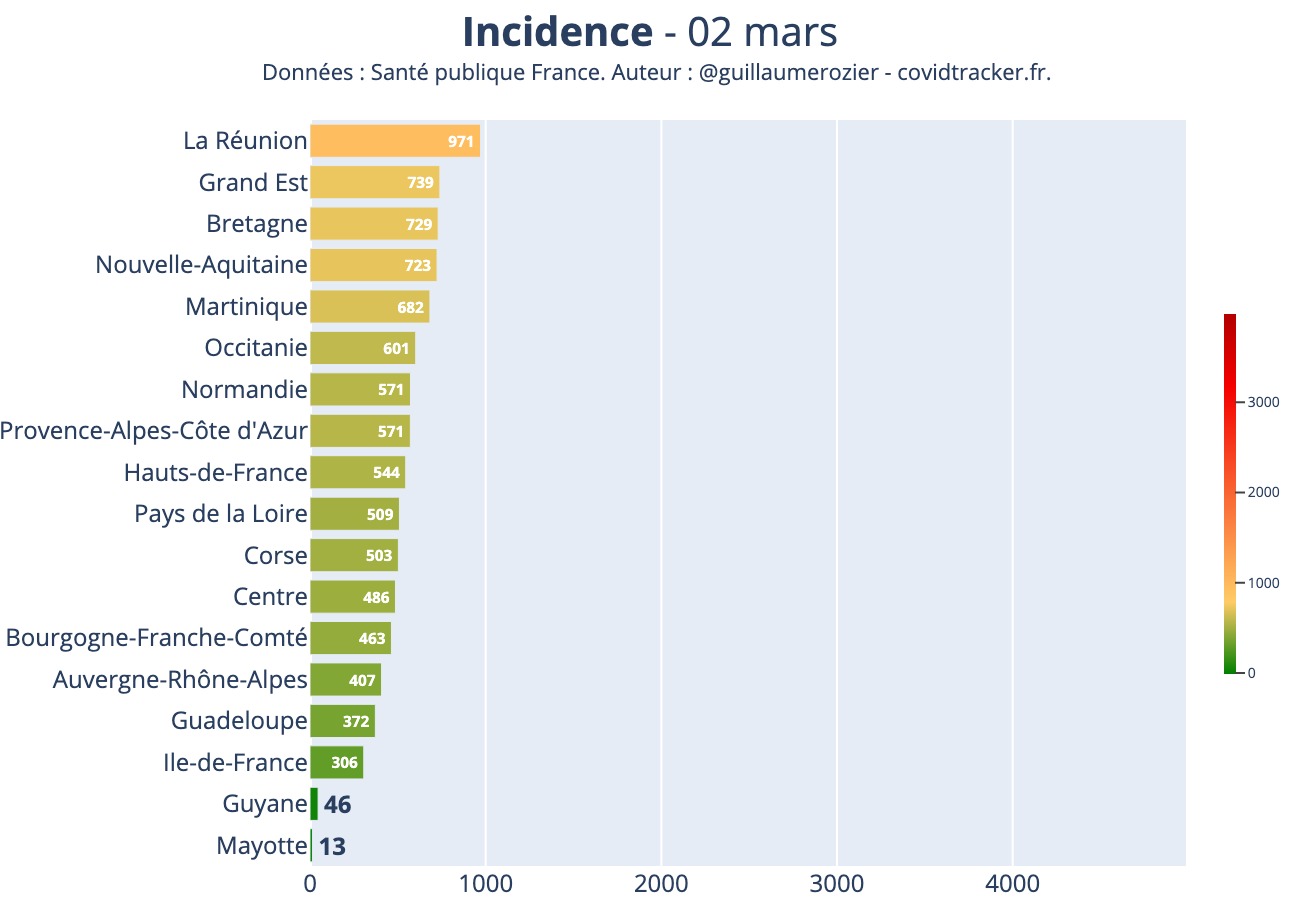 Incidence - 02 mars
Données : Santé publique France. Auteur : @guillaumerozier - covidtracker.fr.
La Réunion 971
Grand Est 739
Bretagne 729
Nouvelle-Aquitaine 723
Martinique 682
Occitanie 601
Normandie 571
Provence-Alpes-Côte d'Azur 571
Hauts-de-France 544
Pays de la Loire 509
Corse 503
Centre 486
Bourgogne-Franche-Comté 463
Auvergne-Rhône-Alpes 407
Guadeloupe 372
Ile-de-France 306
Guyane 46
Mayotte 13
0 1000 2000 3000 4000
3000
2000
1000
0